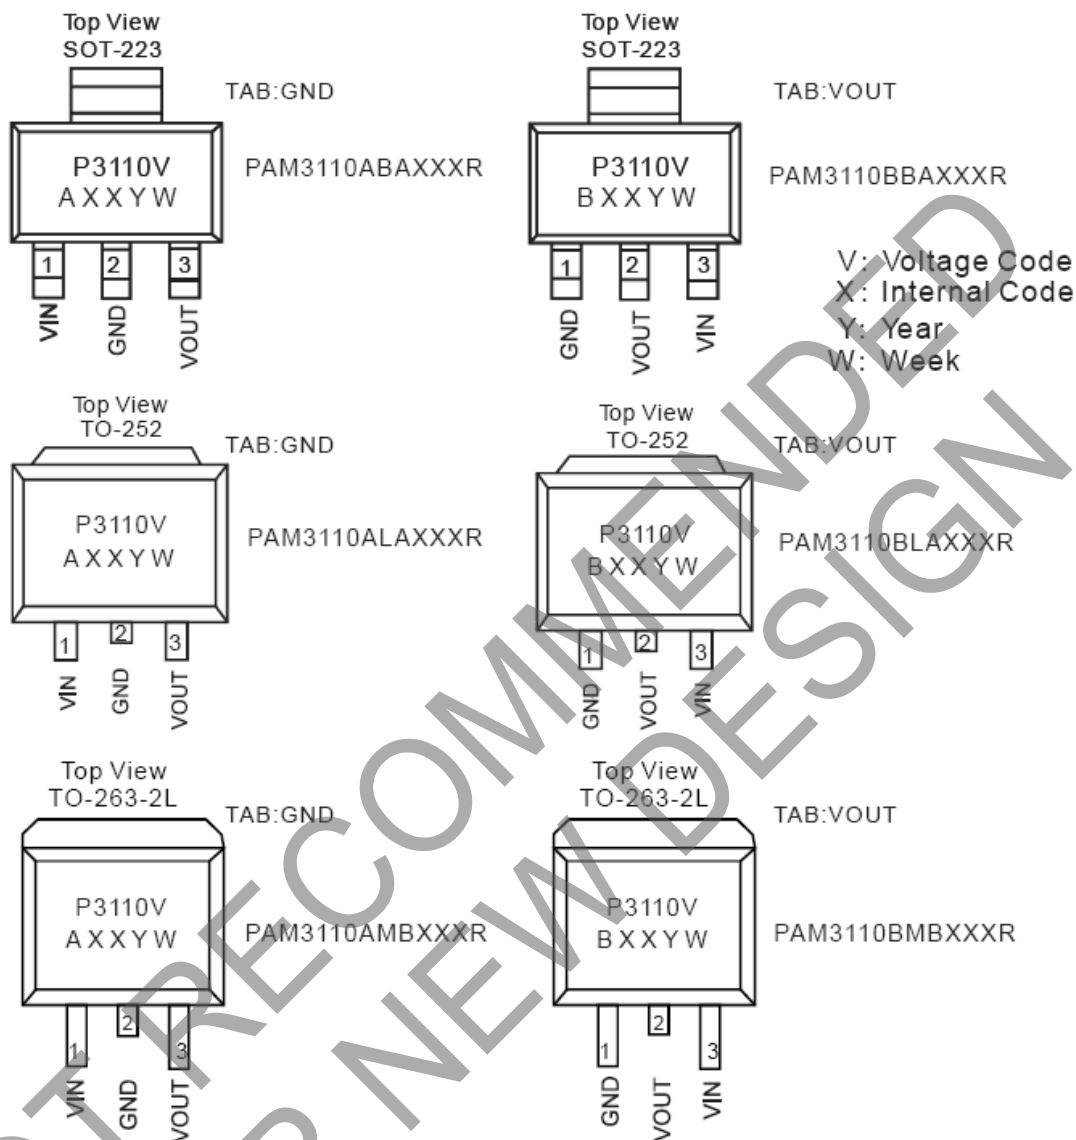 Top View
SOT-223
TAB:GND
P3110V
AXXYW
PAM3110ABAXXXR
1 2 3
VIN GND VOUT
Top View
SOT-223
TAB:VOUT
P3110V
BXXYW
PAM3110BBAXXXR
1 2 3
GND VOUT VIN
V: Voltage Code
X: Internal Code
Y: Year
W: Week
Top View
TO-252
TAB:GND
P3110V
AXXYW
PAM3110ALAXXXR
1 2 3
VIN GND VOUT
Top View
TO-252
TAB:VOUT
P3110V
BXXYW
PAM3110BLAXXXR
1 2 3
GND VOUT VIN
Top View
TO-263-2L
TAB:GND
P3110V
AXXYW
PAM3110AMBXXXR
1 2 3
VIN GND VOUT
Top View
TO-263-2L
TAB:VOUT
P3110V
BXXYW
PAM3110BMBXXXR
1 2 3
GND VOUT VIN
RECOMMENDED
NEW DESIGN